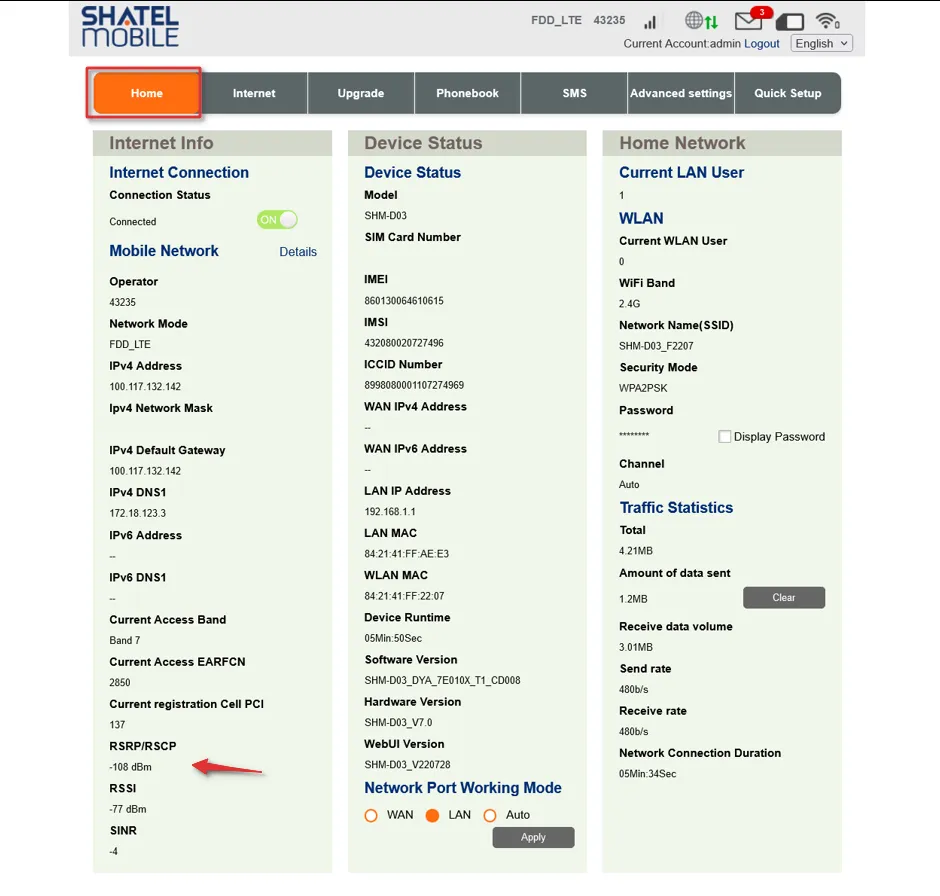 SHATEL
MOBILE
FDD_LTE 43235
3
Current Account:admin Logout English
Home Internet Upgrade Phonebook SMS Advanced settings Quick Setup
Internet Info
Internet Connection
Connection Status
Connected ON
Mobile Network Details
Operator
43235
Network Mode
FDD_LTE
IPv4 Address
100.117.132.142
Ipv4 Network Mask
IPv4 Default Gateway
100.117.132.142
IPv4 DNS1
172.18.123.3
IPv6 Address
--
IPv6 DNS1
--
Current Access Band
Band 7
Current Access EARFCN
2850
Current registration Cell PCI
137
RSRP/RSCP
-108 dBm
RSSI
-77 dBm
SINR
-4
Device Status
Device Status
Model
SHM-D03
SIM Card Number
IMEI
860130064610615
IMSI
432080020727496
ICCID Number
8998080001107274969
WAN IPv4 Address
--
WAN IPv6 Address
--
LAN IP Address
192.168.1.1
LAN MAC
84:21:41:FF:AE:E3
WLAN MAC
84:21:41:FF:22:07
Device Runtime
05Min:50Sec
Software Version
SHM-D03_DYA_7E010X_T1_CD008
Hardware Version
SHM-D03_V7.0
WebUI Version
SHM-D03_V220728
Network Port Working Mode
WAN LAN Auto
Apply
Home Network
Current LAN User
1
WLAN
Current WLAN User
0
WiFi Band
2.4G
Network Name(SSID)
SHM-D03_F2207
Security Mode
WPA2PSK
Password
******** Display Password
Channel
Auto
Traffic Statistics
Total
4.21MB
Amount of data sent
1.2MB Clear
Receive data volume
3.01MB
Send rate
480b/s
Receive rate
480b/s
Network Connection Duration
05Min:34Sec